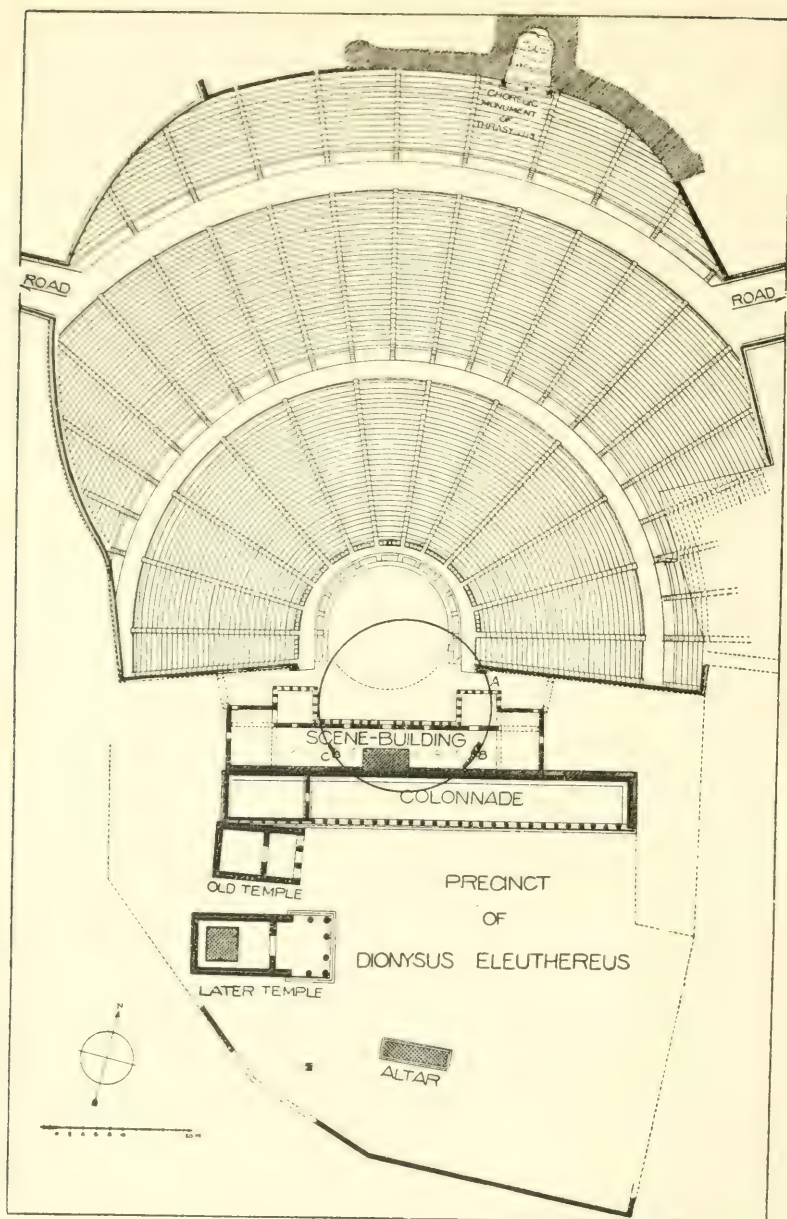 CHOREGIC
MONUMENT
OF
ROAD
ROAD
A
SCENE-BUILDING
C
B
COLONNADE
OLD TEMPLE
PRECINCT
OF
DIONYSUS ELEUTHEREUS
LATER TEMPLE
N
ALTAR